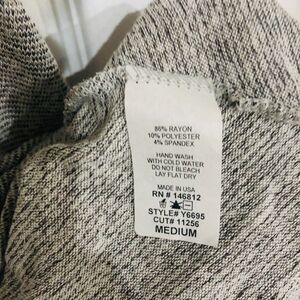 86% RAYON
10% POLYESTER
4% SPANDEX
HAND WASH
WITH COLD WATER
DO NOT BLEACH
LAY FLAT DRY
MADE IN USA
RN # 146812
STYLE# Y6695
CUT# 11256
MEDIUM